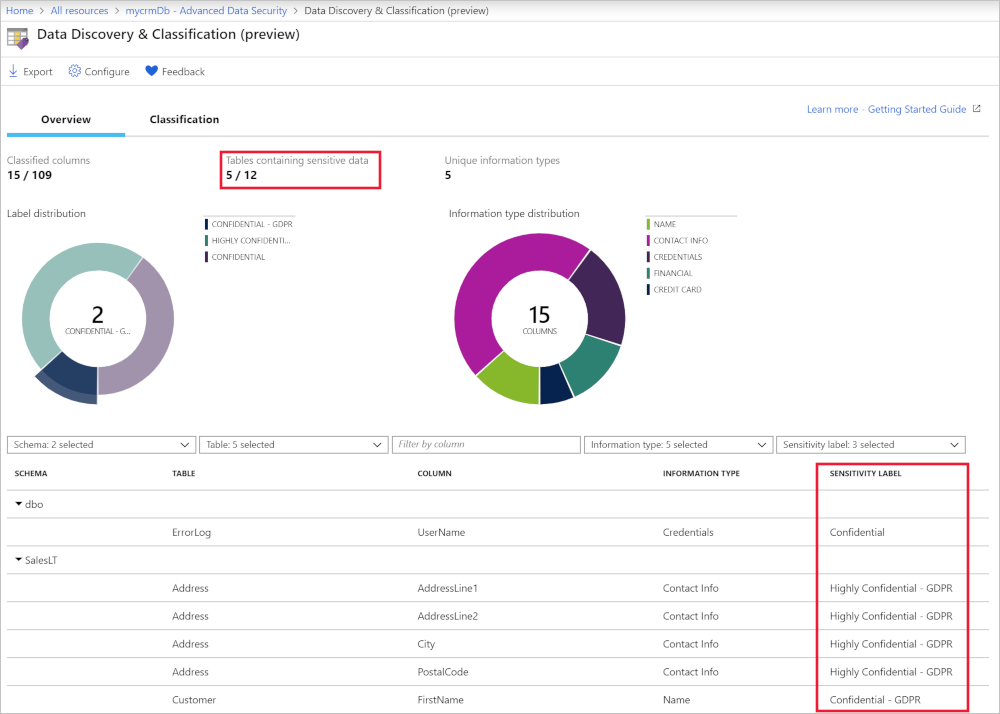 Home > All resources > mycrmDb - Advanced Data Security > Data Discovery & Classification (preview)
Data Discovery & Classification (preview)
Export Configure Feedback
Learn more - Getting Started Guide
Overview Classification
Classified columns Tables containing sensitive data Unique information types
15 / 109 5 / 12 5
Label distribution Information type distribution
CONFIDENTIAL - GDPR
HIGHLY CONFIDENTI...
CONFIDENTIAL
2
CONFIDENTIAL - G...
NAME
CONTACT INFO
CREDENTIALS
FINANCIAL
CREDIT CARD
15
COLUMNS
Schema: 2 selected Table: 5 selected Filter by column Information type: 5 selected Sensitivity label: 3 selected
SCHEMA TABLE COLUMN INFORMATION TYPE SENSITIVITY LABEL
dbo
ErrorLog UserName Credentials Confidential
SalesLT
Address AddressLine1 Contact Info Highly Confidential - GDPR
Address AddressLine2 Contact Info Highly Confidential - GDPR
Address City Contact Info Highly Confidential - GDPR
Address PostalCode Contact Info Highly Confidential - GDPR
Customer FirstName Name Confidential - GDPR